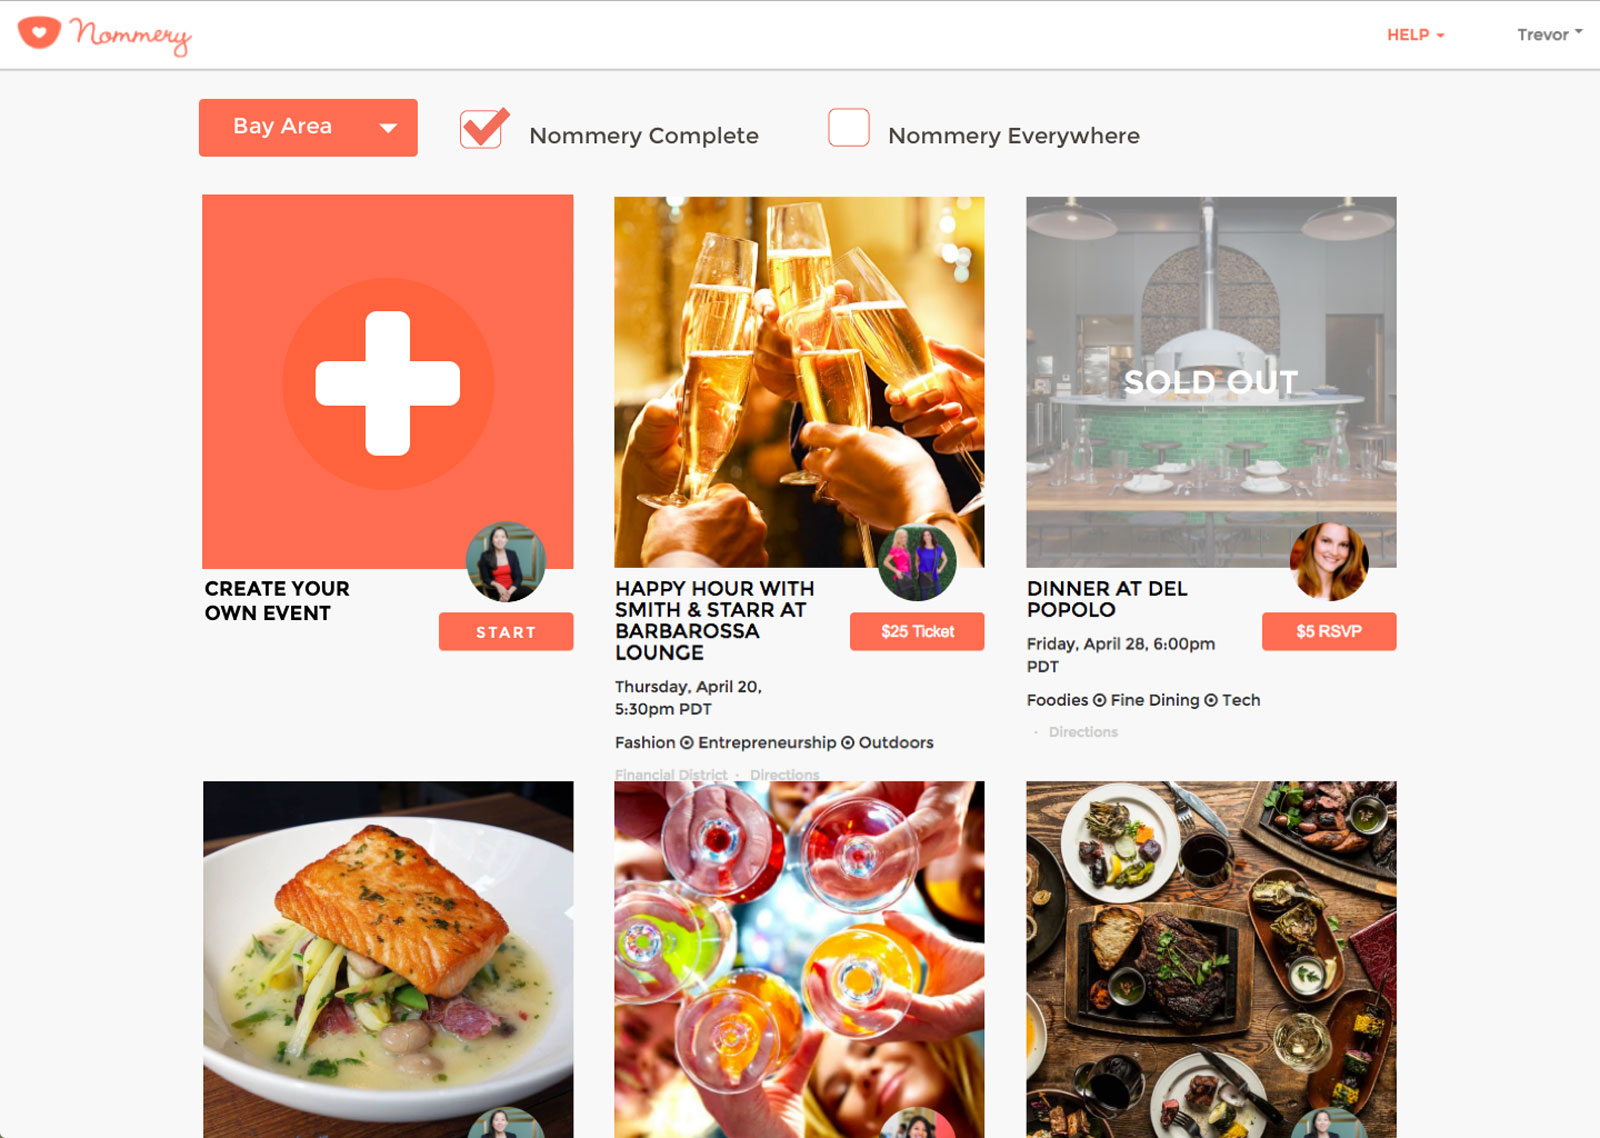 Nommery
HELP
Trevor
Bay Area
Nommery Complete
Nommery Everywhere
SOLD OUT
CREATE YOUR
OWN EVENT
START
HAPPY HOUR WITH
SMITH & STARR AT
BARBAROSSA
LOUNGE
$25 Ticket
Thursday, April 20,
5:30pm PDT
Fashion ⦿ Entrepreneurship ⦿ Outdoors
Financial District · Directions
DINNER AT DEL
POPOLO
$5 RSVP
Friday, April 28, 6:00pm
PDT
Foodies ⦿ Fine Dining ⦿ Tech
· Directions